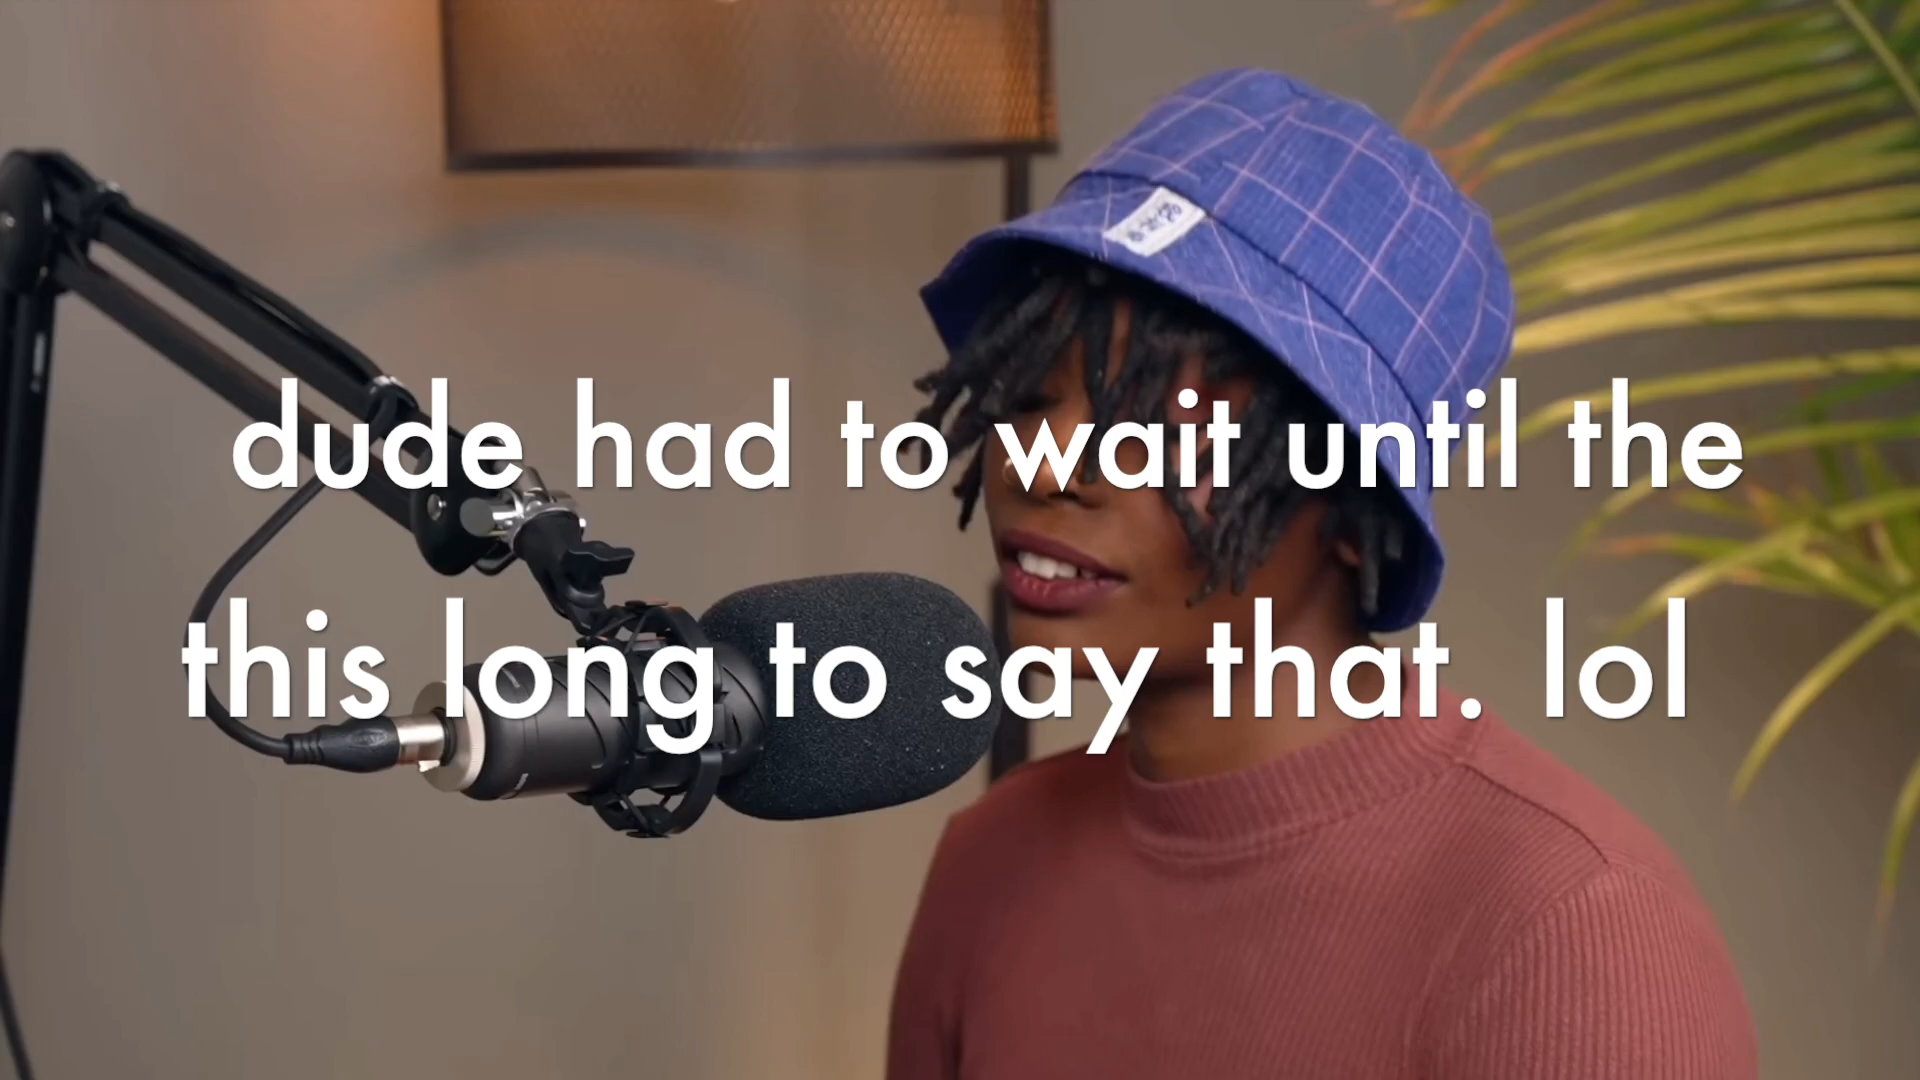 dude had to wait until the
this long to say that. lol